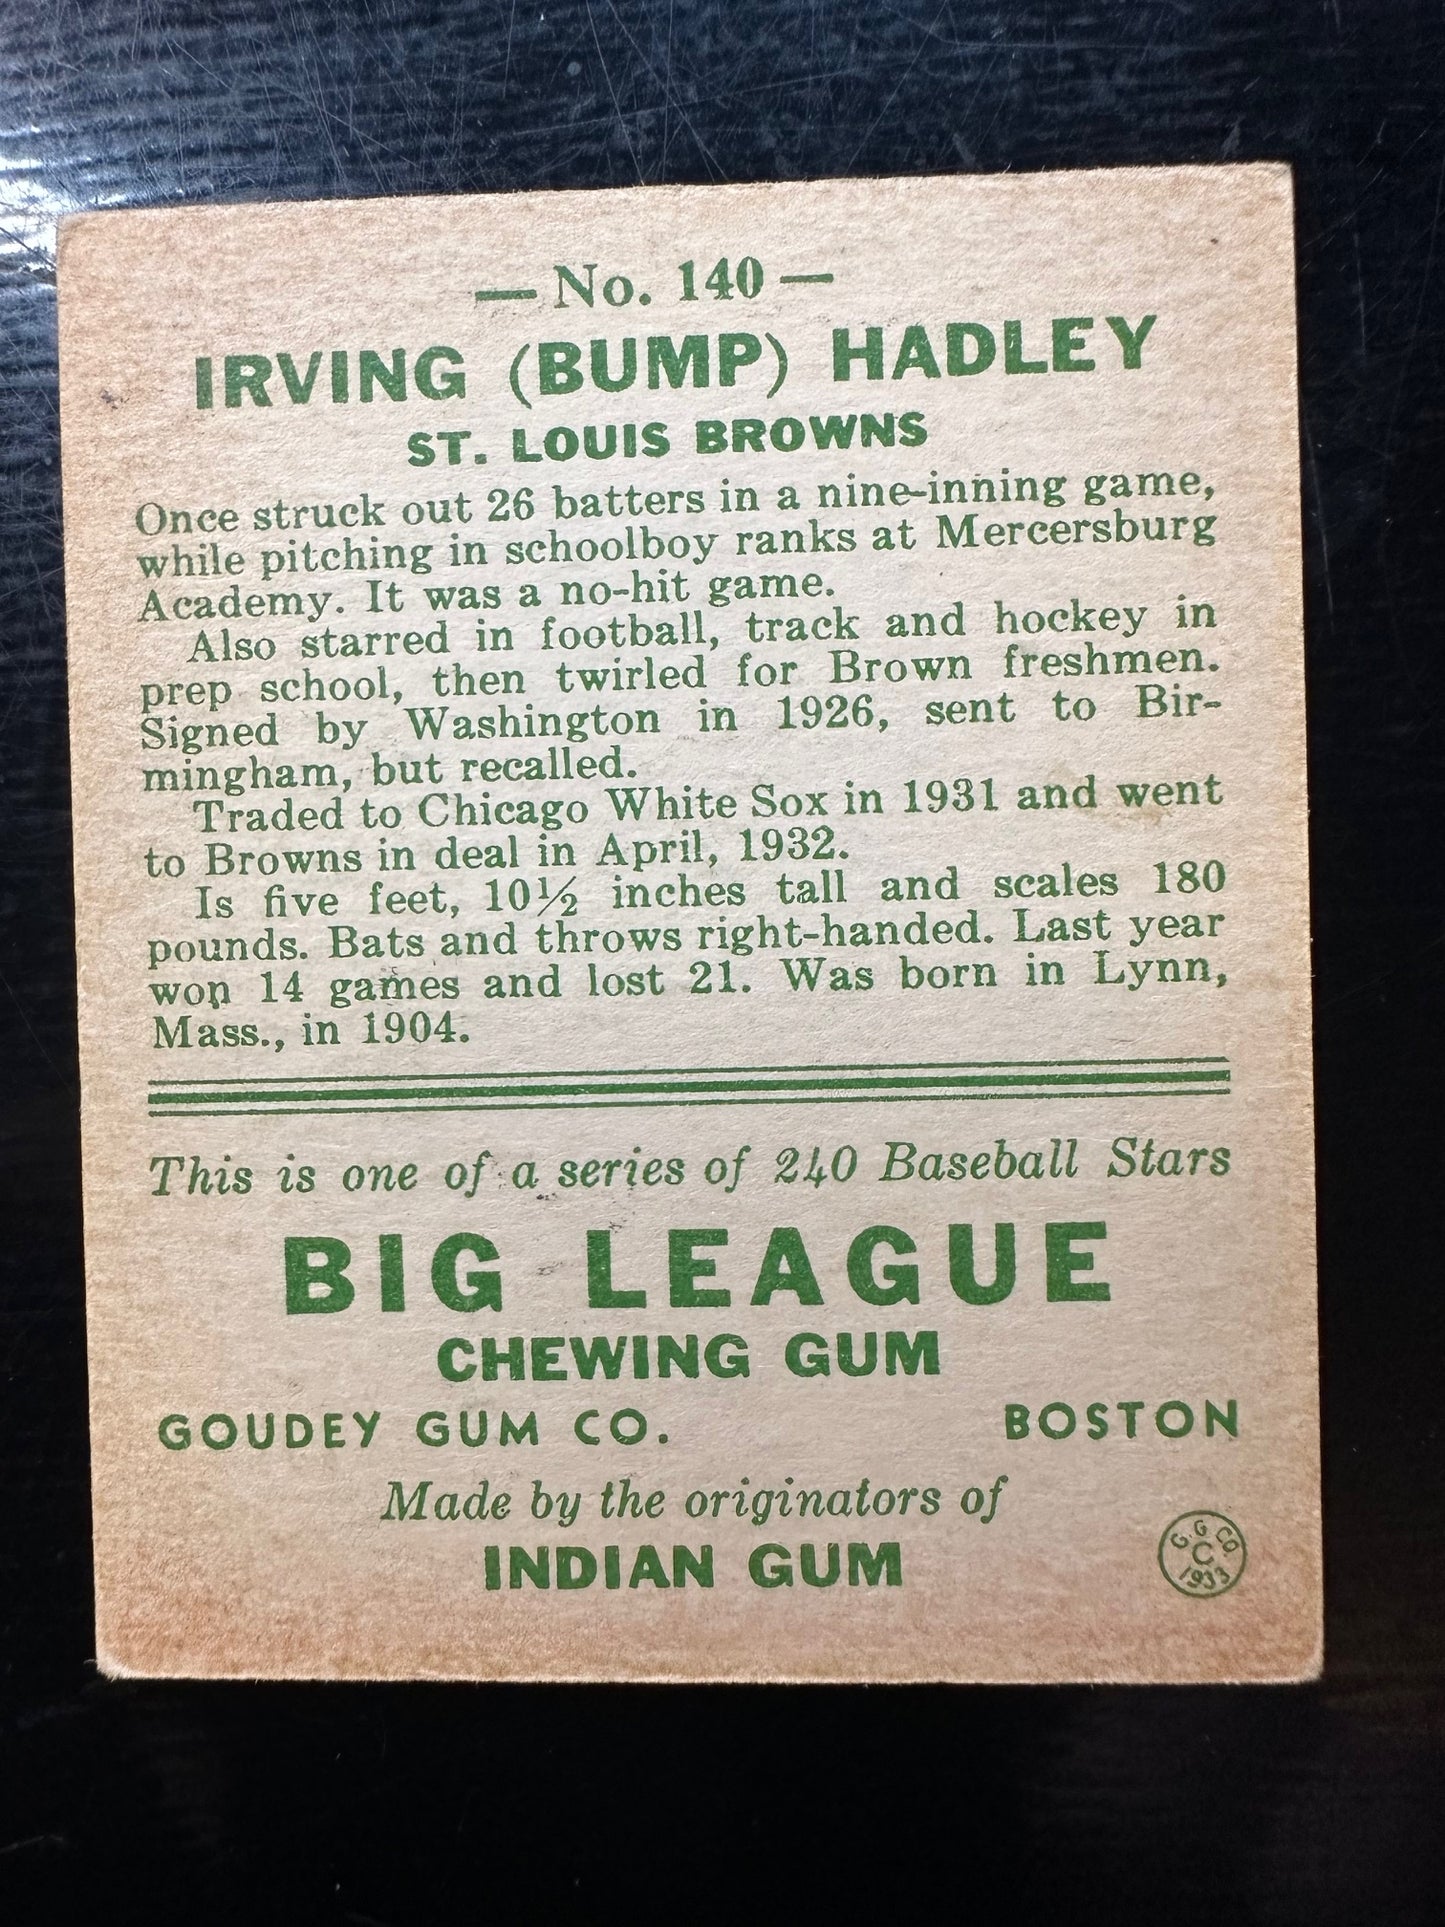 — No. 140 —
IRVING (BUMP) HADLEY
ST. LOUIS BROWNS
Once struck out 26 batters in a nine-inning game,
while pitching in schoolboy ranks at Mercersburg
Academy. It was a no-hit game.
Also starred in football, track and hockey in
prep school, then twirled for Brown freshmen.
Signed by Washington in 1926, sent to Bir-
mingham, but recalled.
Traded to Chicago White Sox in 1931 and went
to Browns in deal in April, 1932.
Is five feet, 10½ inches tall and scales 180
pounds. Bats and throws right-handed. Last year
won 14 games and lost 21. Was born in Lynn,
Mass., in 1904.
This is one of a series of 240 Baseball Stars
BIG LEAGUE
CHEWING GUM
GOUDEY GUM CO. BOSTON
Made by the originators of
INDIAN GUM
G. G. CO.
C.
1933